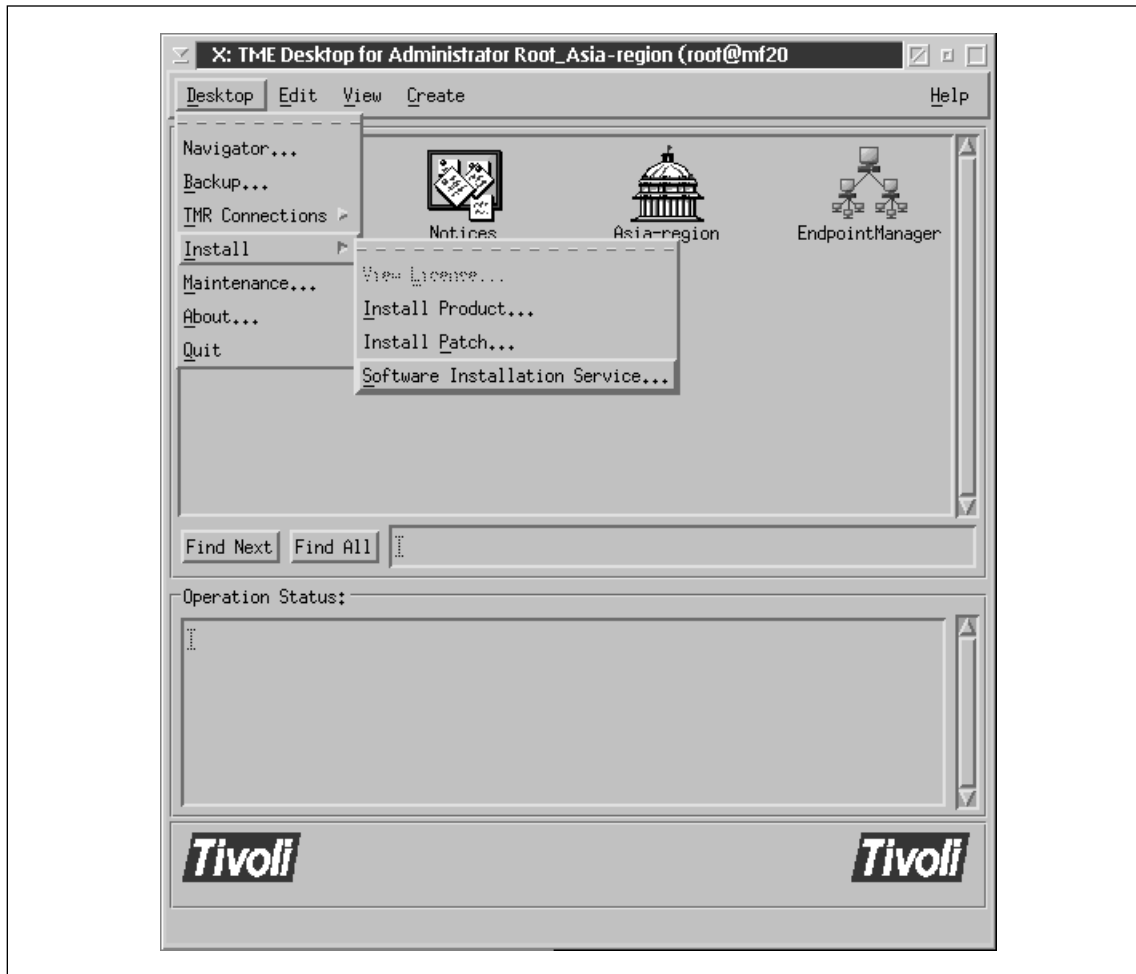 X: TME Desktop for Administrator Root_Asia-region (root@mf20
Desktop Edit View Create Help
Navigator...
Backup...
TMR Connections
Install
Maintenance...
About...
Quit
Notices
Asia-region
EndpointManager
View License...
Install Product...
Install Patch...
Software Installation Service...
Find Next Find All
Operation Status:
Tivoli Tivoli